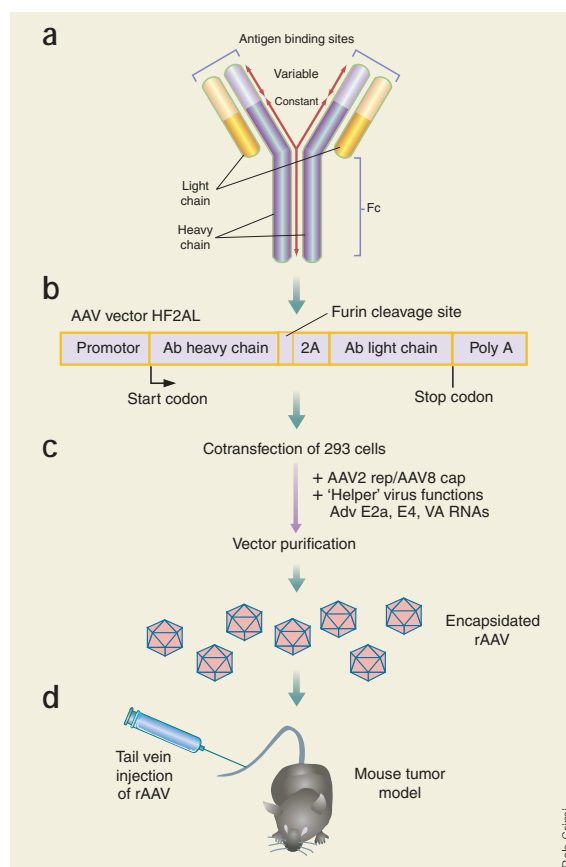 a
Antigen binding sites
Variable
Constant
Light
chain
Heavy
chain
Fc
b
AAV vector HF2AL
Furin cleavage site
Promotor
Ab heavy chain
2A
Ab light chain
Poly A
Start codon
Stop codon
c
Cotransfection of 293 cells
+ AAV2 rep/AAV8 cap
+ 'Helper' virus functions
Adv E2a, E4, VA RNAs
Vector purification
Encapsidated
rAAV
d
Tail vein
injection
of rAAV
Mouse tumor
model